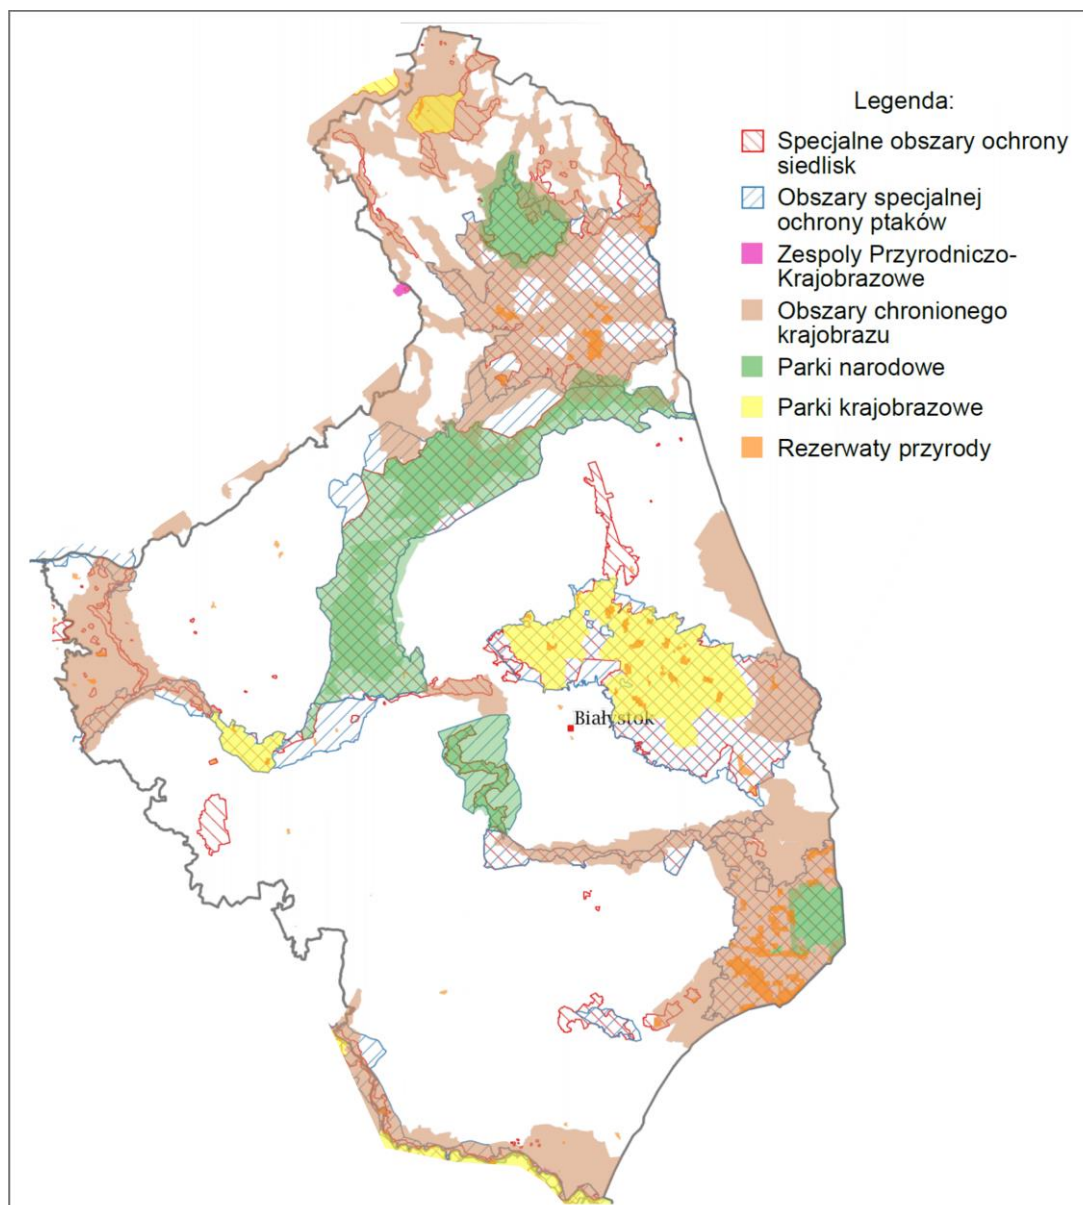 Legenda:
Specjalne obszary ochrony
siedlisk
Obszary specjalnej
ochrony ptaków
Zespoly Przyrodniczo-
Krajobrazowe
Obszary chronionego
krajobrazu
Parki narodowe
Parki krajobrazowe
Rezerwaty przyrody
Białystok